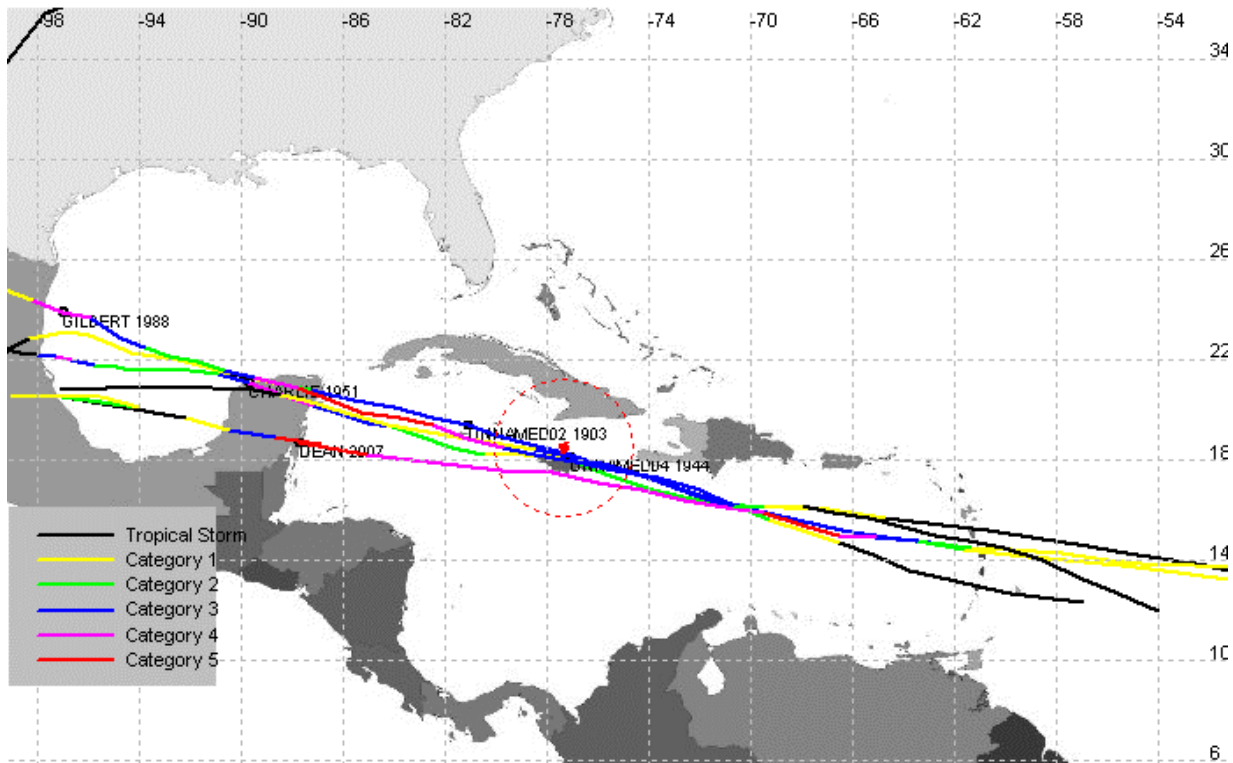 -98 -94 -90 -86 -82 -78 -74 -70 -66 -62 -58 -54
34
30
26
GILBERT 1988
22
CHARLIE 1951
UNNAMED02 1903
DEAN 2007
UNNAMED04 1944
18
Tropical Storm
14
Category 1
Category 2
Category 3
Category 4
Category 5
10
6